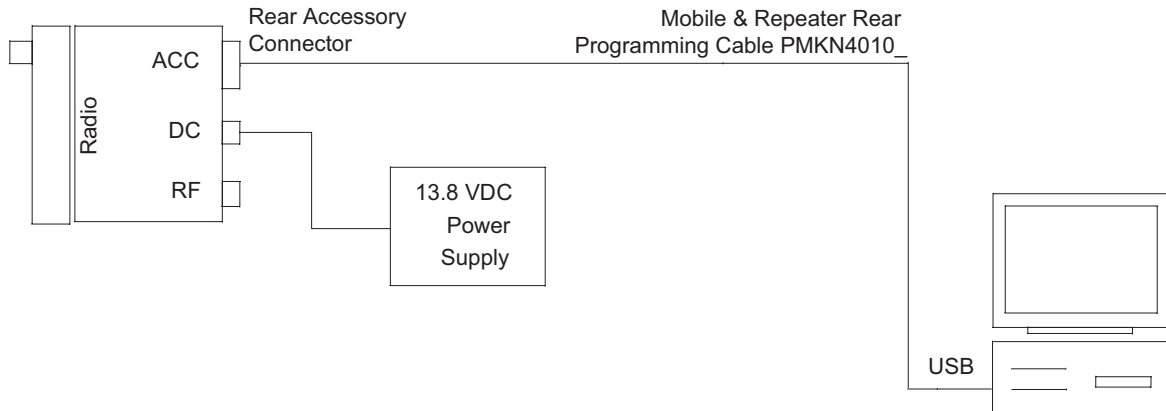 Rear Accessory
Connector
Mobile & Repeater Rear
Programming Cable PMKN4010_
ACC
Radio
DC
RF
13.8 VDC
Power
Supply
USB